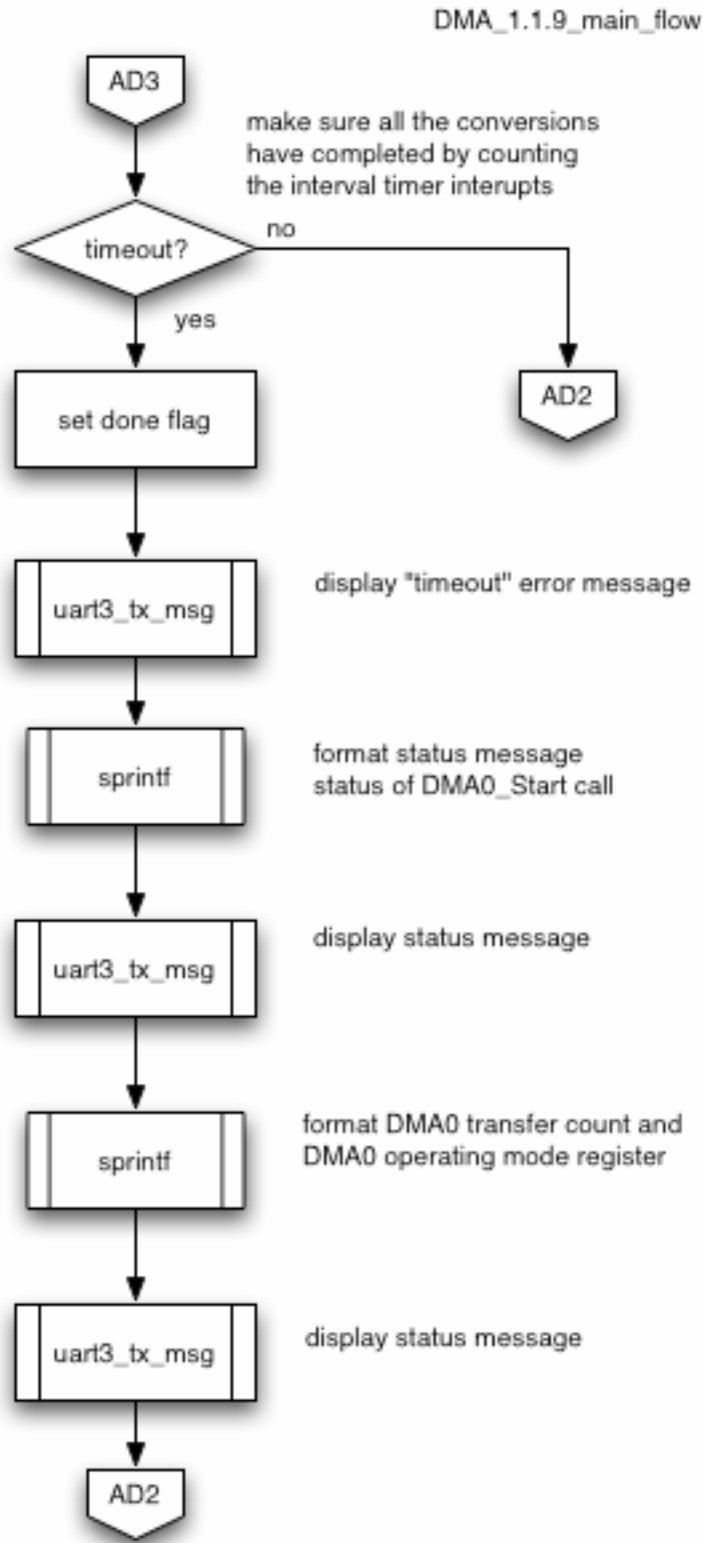 DMA_1.1.9_main_flow
AD3
make sure all the conversions
have completed by counting
the interval timer interupts
timeout?
no
yes
set done flag
AD2
uart3_tx_msg
display "timeout" error message
sprintf
format status message
status of DMA0_Start call
uart3_tx_msg
display status message
sprintf
format DMA0 transfer count and
DMA0 operating mode register
uart3_tx_msg
display status message
AD2